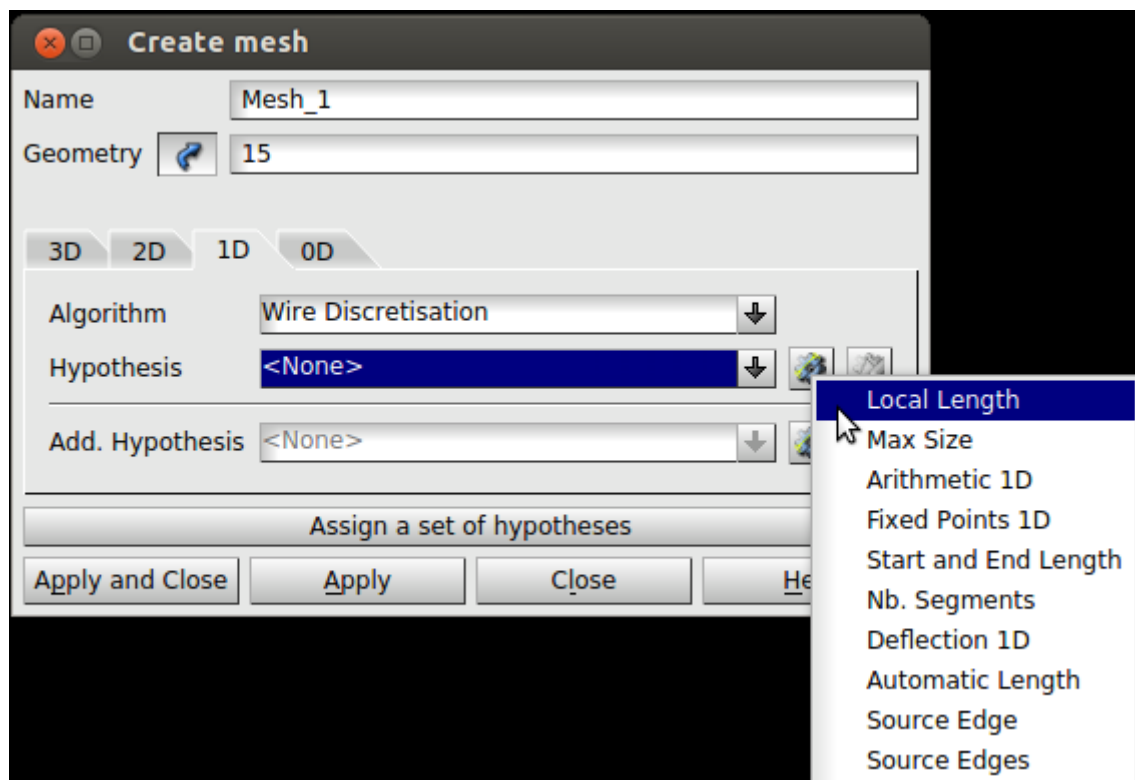 Create mesh
Name Mesh_1
Geometry 15
3D 2D 1D 0D
Algorithm Wire Discretisation
Hypothesis <None>
Add. Hypothesis <None>
Assign a set of hypotheses
Apply and Close Apply Close
Local Length
Max Size
Arithmetic 1D
Fixed Points 1D
Start and End Length
Nb. Segments
Deflection 1D
Automatic Length
Source Edge
Source Edges